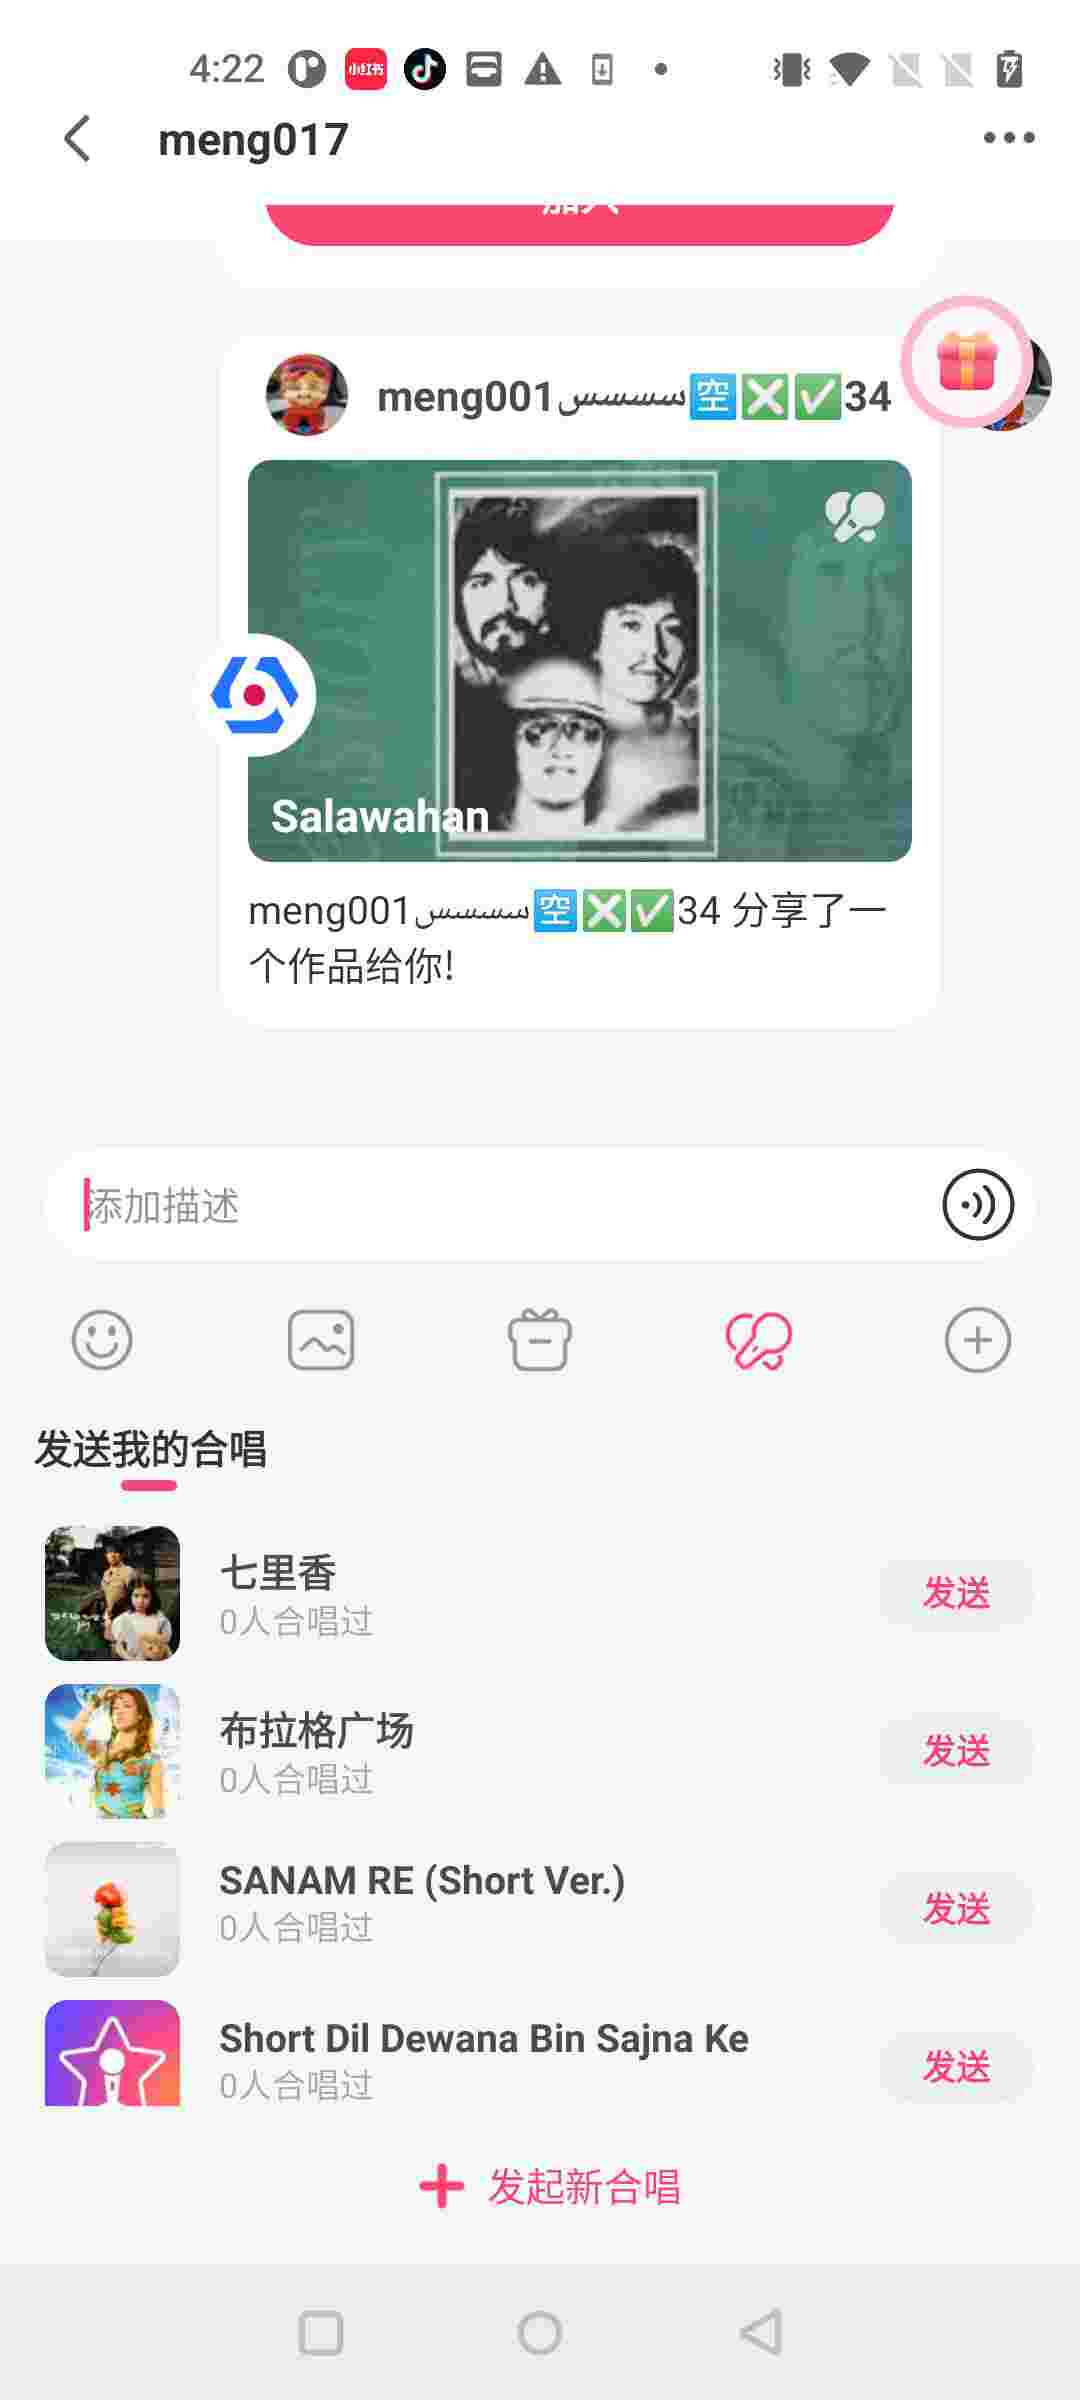 4:22
小红书
meng017
meng001سسسس🈳❎✅34
Salawahan
meng001سسسس🈳❎✅34 分享了一
个作品给你!
添加描述
发送我的合唱
七里香
0人合唱过
发送
布拉格广场
0人合唱过
发送
SANAM RE (Short Ver.)
0人合唱过
发送
Short Dil Dewana Bin Sajna Ke
0人合唱过
发送
发起新合唱